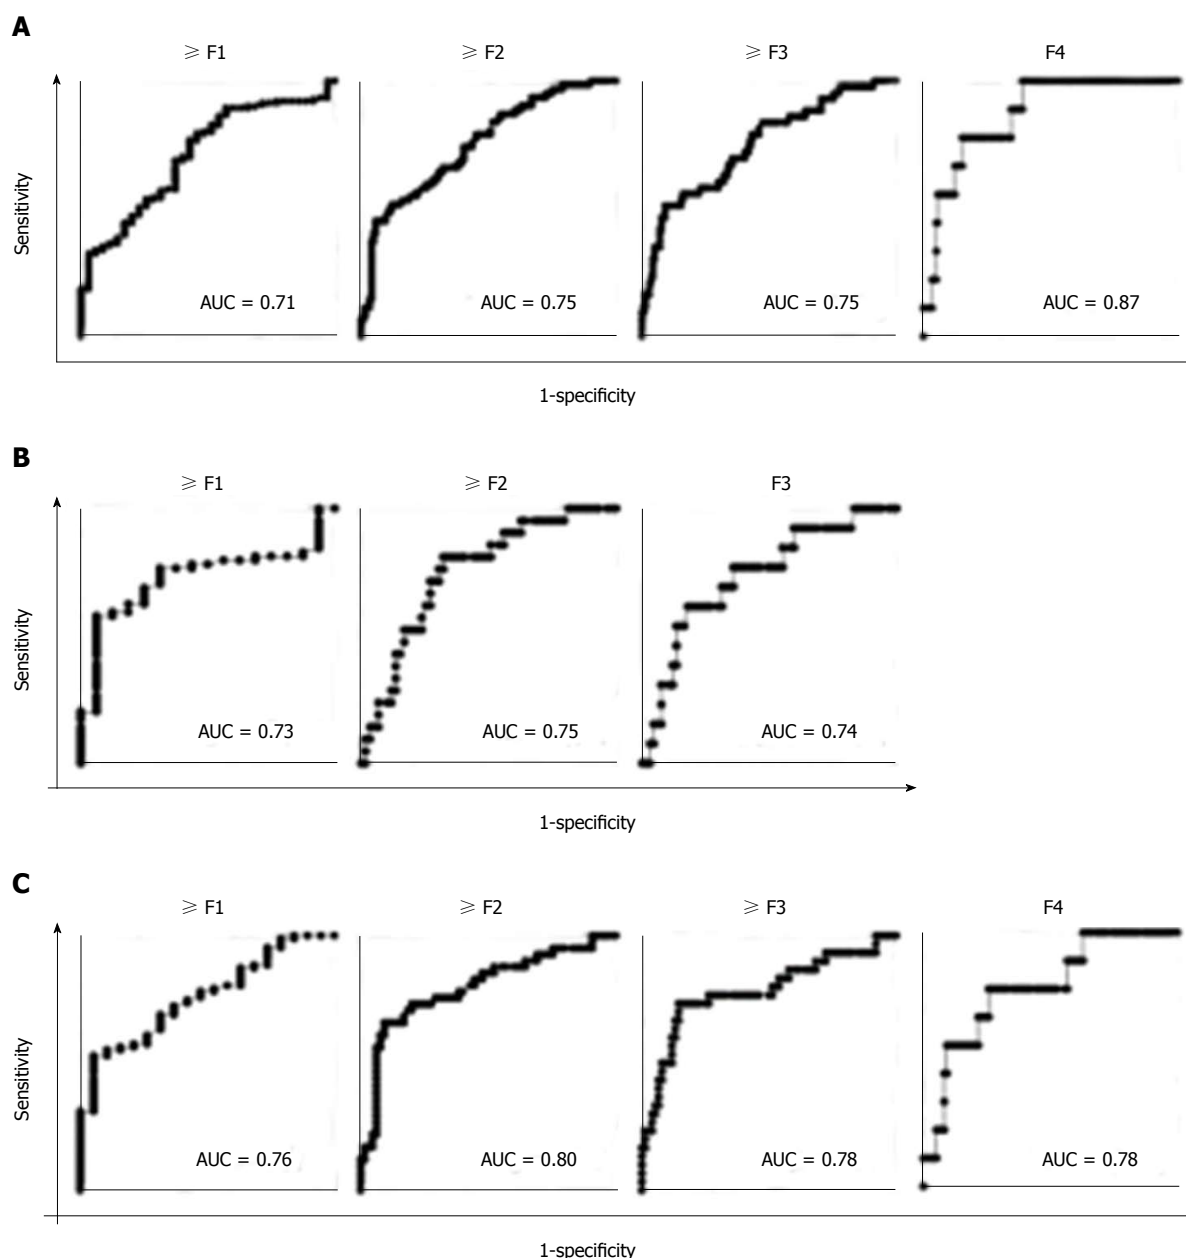 A
⩾ F1 ⩾ F2 ⩾ F3 F4
Sensitivity
AUC = 0.71 AUC = 0.75 AUC = 0.75 AUC = 0.87
1-specificity
B
⩾ F1 ⩾ F2 F3
Sensitivity
AUC = 0.73 AUC = 0.75 AUC = 0.74
1-specificity
C
⩾ F1 ⩾ F2 ⩾ F3 F4
Sensitivity
AUC = 0.76 AUC = 0.80 AUC = 0.78 AUC = 0.78
1-specificity